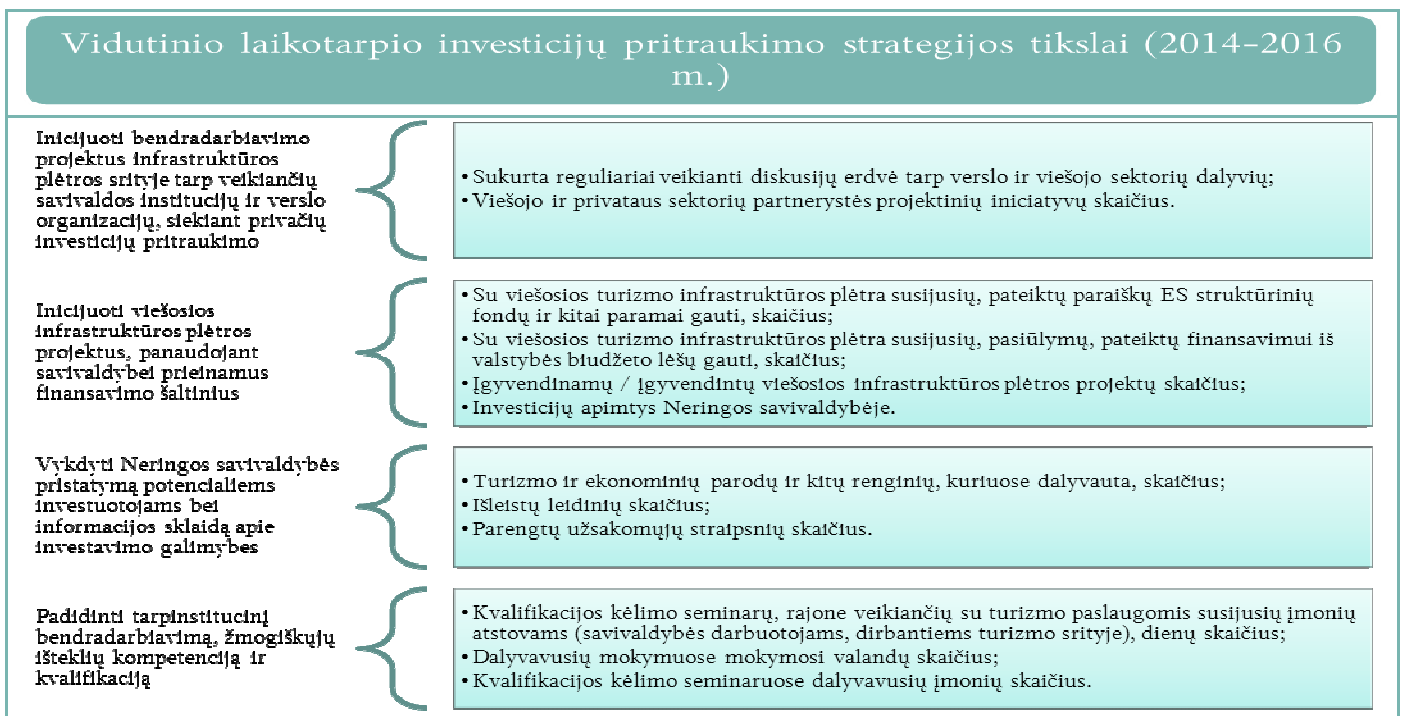 Vidutinio laikotarpio investicijų pritraukimo strategijos tikslai (2014–2016
m.)
Inicijuoti bendradarbiavimo
projektus infrastruktūros
plėtros srityje tarp veikiančių
savivaldos institucijų ir verslo
organizacijų, siekiant privačių
investicijų pritraukimo
• Sukurta reguliariai veikianti diskusijų erdvė tarp verslo ir viešojo sektorių dalyvių;
• Viešojo ir privataus sektorių partnerystės projektinių iniciatyvų skaičius.
Inicijuoti viešosios
infrastruktūros plėtros
projektus, panaudojant
savivaldybei prieinamus
finansavimo šaltinius
• Su viešosios turizmo infrastruktūros plėtra susijusių, pateiktų paraiškų ES struktūrinių
fondų ir kitai paramai gauti, skaičius;
• Su viešosios turizmo infrastruktūros plėtra susijusių, pasiūlymų, pateiktų finansavimui iš
valstybės biudžeto lėšų gauti, skaičius;
• Įgyvendinamų / įgyvendintų viešosios infrastruktūros plėtros projektų skaičius;
• Investicijų apimtys Neringos savivaldybėje.
Vykdyti Neringos savivaldybės
pristatymą potencialiems
investuotojams bei
informacijos sklaidą apie
investavimo galimybes
• Turizmo ir ekonominių parodų ir kitų renginių, kuriuose dalyvauta, skaičius;
• Išleistų leidinių skaičius;
• Parengtų užsakomųjų straipsnių skaičius.
Padidinti tarpinstitucinį
bendradarbiavimą, žmogiškųjų
išteklių kompetenciją ir
kvalifikaciją
• Kvalifikacijos kėlimo seminarų, rajone veikiančių su turizmo paslaugomis susijusių įmonių
atstovams (savivaldybės darbuotojams, dirbantiems turizmo srityje), dienų skaičius;
• Dalyvavusių mokymuose mokymosi valandų skaičius;
• Kvalifikacijos kėlimo seminaruose dalyvavusių įmonių skaičius.